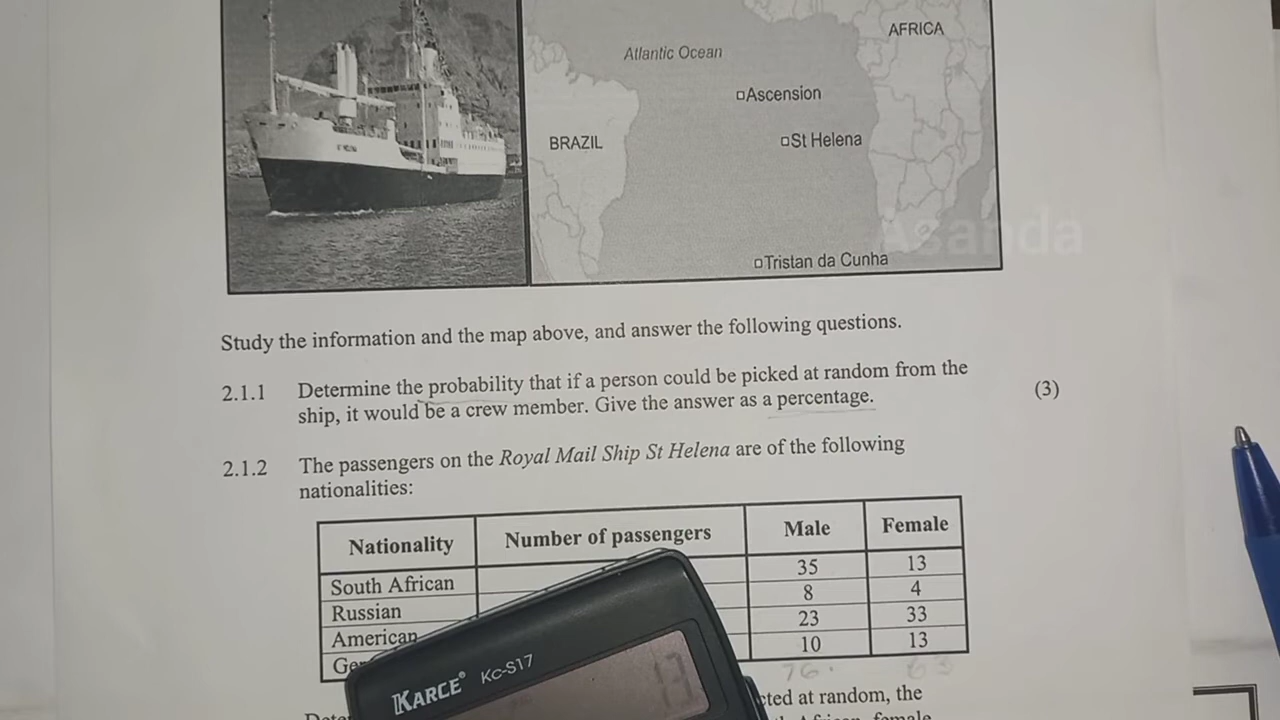 AFRICA
Atlantic Ocean
Ascension
BRAZIL
St Helena
Asanda
Tristan da Cunha
Study the information and the map above, and answer the following questions.
2.1.1 Determine the probability that if a person could be picked at random from the (3)
ship, it would be a crew member. Give the answer as a percentage.
2.1.2 The passengers on the Royal Mail Ship St Helena are of the following
nationalities:
Nationality Number of passengers Male Female
South African 35 13
Russian 8 4
American 23 33
10 13
76. 63
KARCE Kc-S17
17
at random, the
female